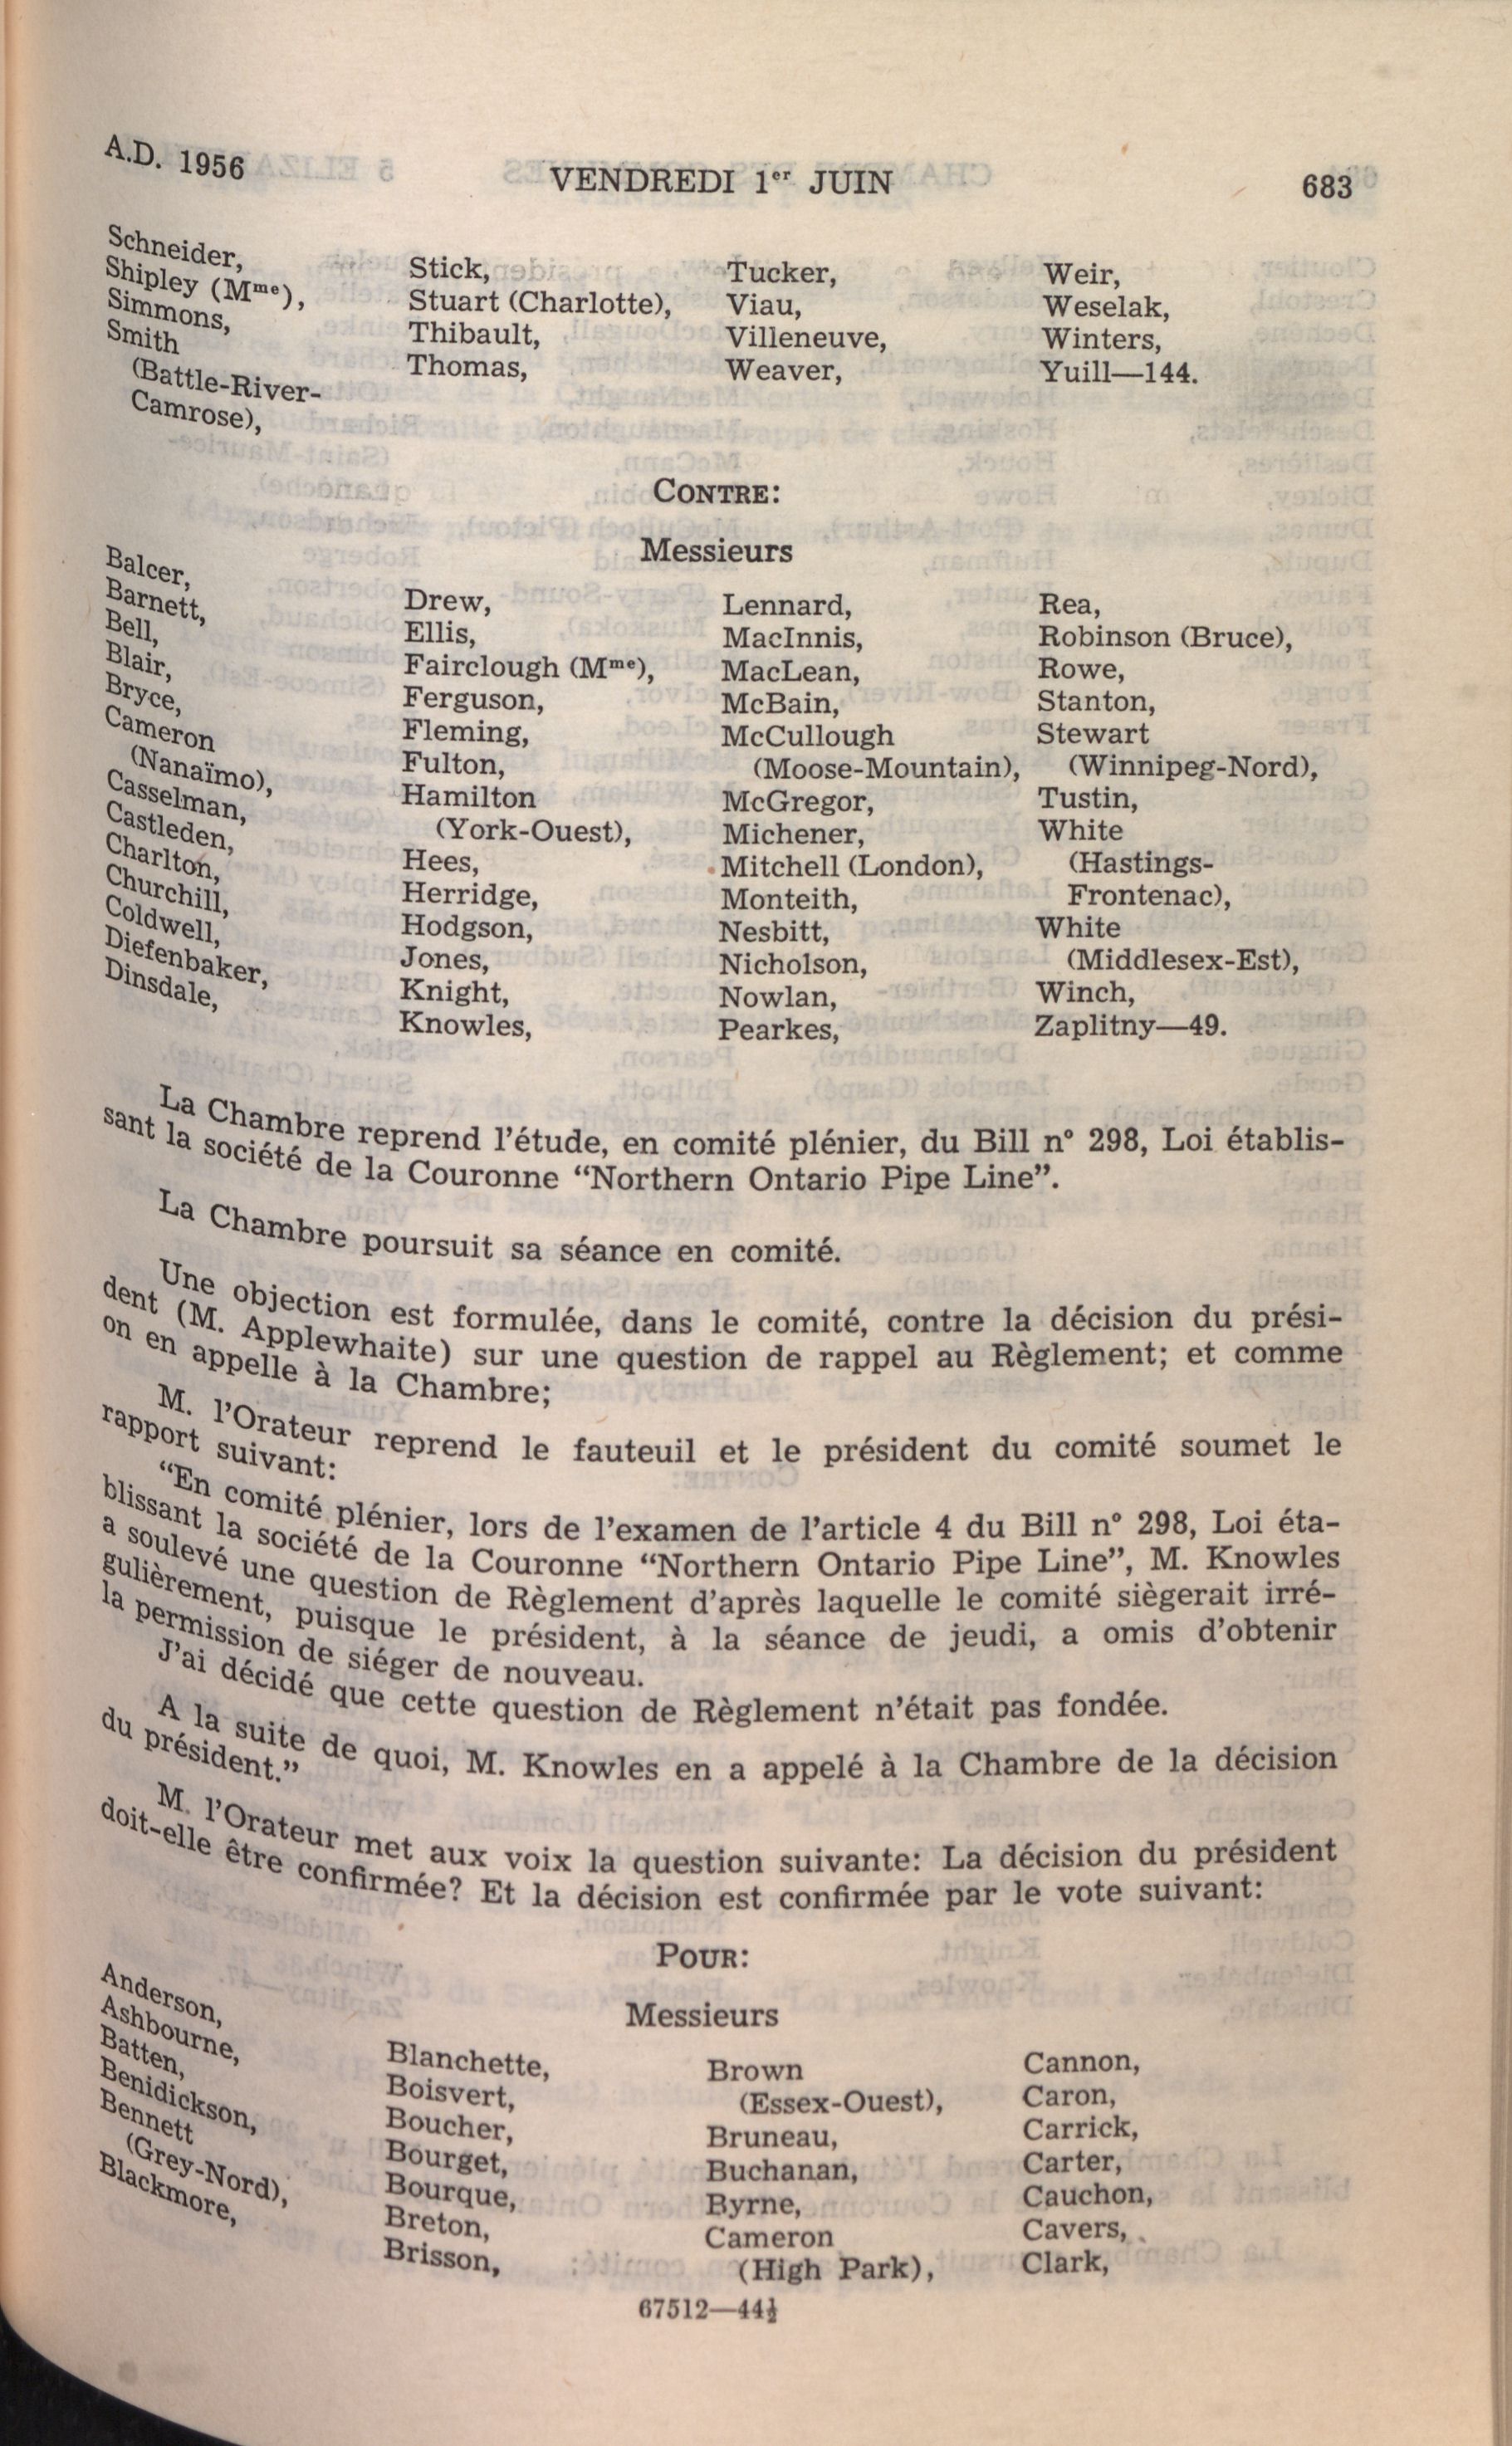 A.D. 1956
VENDREDI 1er JUIN
683
Schneider,
Shipley (Mme),
Simmons,
Smith
(Battle-River-
Camrose),
Stick,
Stuart (Charlotte),
Thibault,
Thomas,
Tucker,
Viau,
Villeneuve,
Weaver,
Weir,
Weselak,
Winters,
Yuill—144.
CONTRE:
Messieurs
Balcer,
Barnett,
Bell,
Blair,
Bryce,
Cameron
(Nanaïmo),
Casselman,
Castleden,
Charlton,
Churchill,
Coldwell,
Diefenbaker,
Dinsdale,
Drew,
Ellis,
Fairclough (Mme),
Ferguson,
Fleming,
Fulton,
Hamilton
(York-Ouest),
Hees,
Herridge,
Hodgson,
Jones,
Knight,
Knowles,
Lennard,
MacInnis,
MacLean,
McBain,
McCullough
(Moose-Mountain),
McGregor,
Michener,
Mitchell (London),
Monteith,
Nesbitt,
Nicholson,
Nowlan,
Pearkes,
Rea,
Robinson (Bruce),
Rowe,
Stanton,
Stewart
(Winnipeg-Nord),
Tustin,
White
(Hastings-
Frontenac),
White
(Middlesex-Est),
Winch,
Zaplitny—49.
La Chambre reprend l'étude, en comité plénier, du Bill n° 298, Loi établis-
sant la société de la Couronne “Northern Ontario Pipe Line”.
La Chambre poursuit sa séance en comité.
Une objection est formulée, dans le comité, contre la décision du prési-
dent (M. Applewhaite) sur une question de rappel au Règlement; et comme
on en appelle à la Chambre;
M. l'Orateur reprend le fauteuil et le président du comité soumet le
rapport suivant:
“En comité plénier, lors de l'examen de l'article 4 du Bill n° 298, Loi éta-
blissant la société de la Couronne “Northern Ontario Pipe Line”, M. Knowles
a soulevé une question de Règlement d'après laquelle le comité siègerait irré-
gulièrement, puisque le président, à la séance de jeudi, a omis d'obtenir
la permission de siéger de nouveau.
J'ai décidé que cette question de Règlement n'était pas fondée.
A la suite de quoi, M. Knowles en a appelé à la Chambre de la décision
du président.”
M. l'Orateur met aux voix la question suivante: La décision du président
doit-elle être confirmée? Et la décision est confirmée par le vote suivant:
POUR:
Messieurs
Anderson,
Ashbourne,
Batten,
Benidickson,
Bennett
(Grey-Nord),
Blackmore,
Blanchette,
Boisvert,
Boucher,
Bourget,
Bourque,
Breton,
Brisson,
Brown
(Essex-Ouest),
Bruneau,
Buchanan,
Byrne,
Cameron
(High Park),
Cannon,
Caron,
Carrick,
Carter,
Cauchon,
Cavers,
Clark,
67512—44½